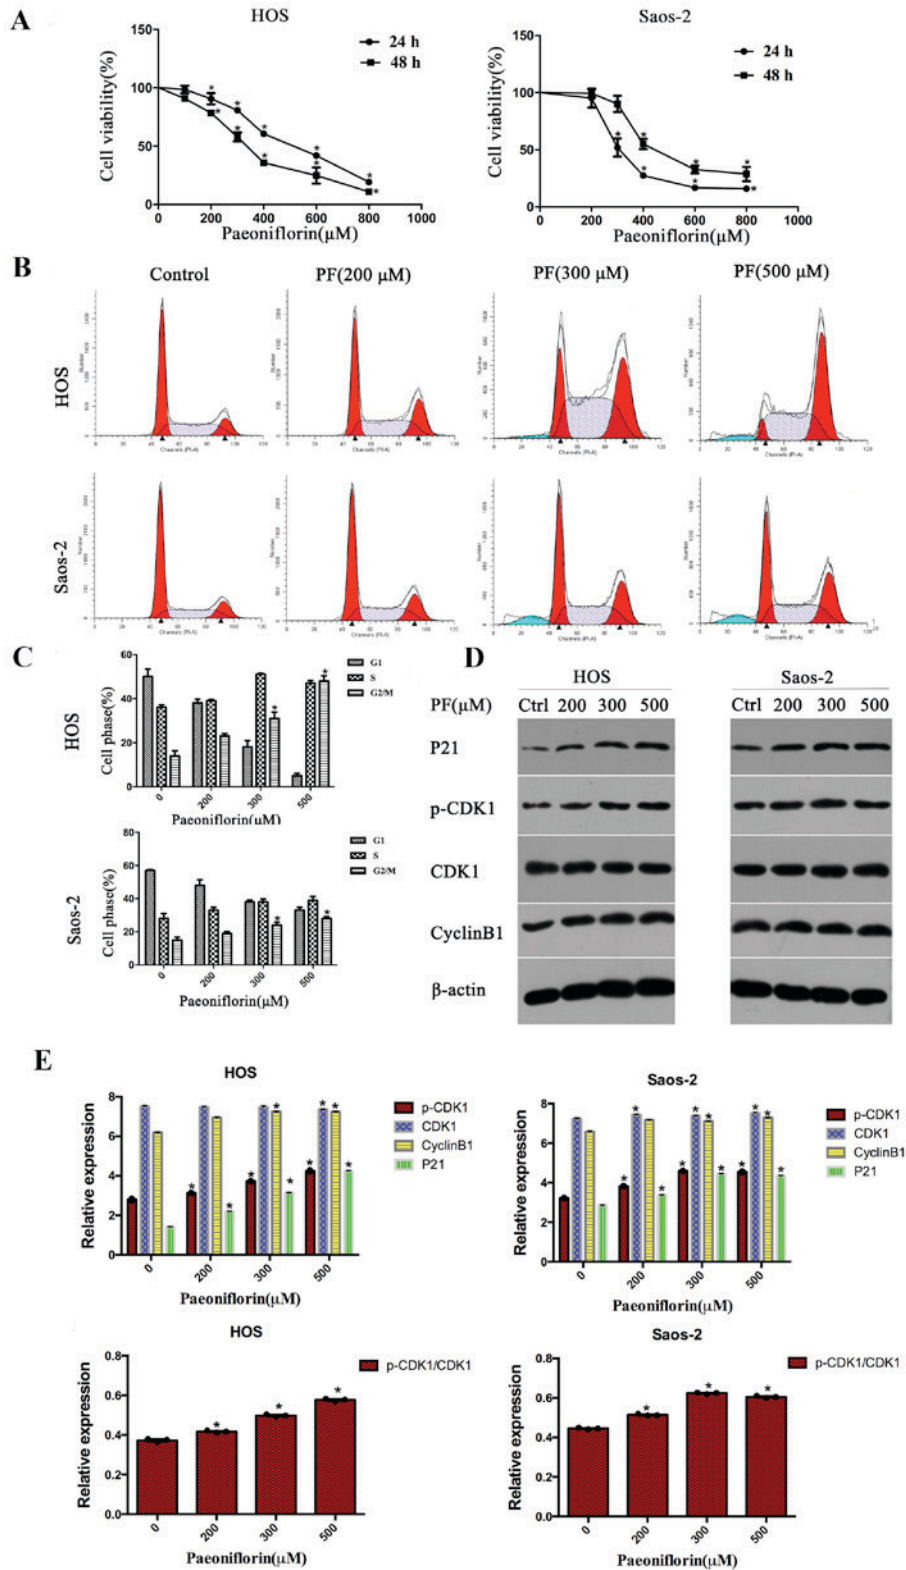 A
HOS
Saos-2
150
100
50
0
Cell viability(%)
24 h
48 h
0 200 400 600 800 1000
Paeoniflorin(μM)
150
100
50
0
Cell viability(%)
24 h
48 h
0 200 400 600 800 1000
Paeoniflorin(μM)
B
Control
PF(200 μM)
PF(300 μM)
PF(500 μM)
HOS
Saos-2
Number
Channels (PI-A)
C
HOS
Cell phase(%)
60
40
20
0
G1
S
G2/M
0 200 300 500
Paeoniflorin(μM)
Saos-2
Cell phase(%)
80
60
40
20
0
G1
S
G2/M
0 200 300 500
Paeoniflorin(μM)
D
HOS
Saos-2
PF(μM) Ctrl 200 300 500 Ctrl 200 300 500
P21
p-CDK1
CDK1
CyclinB1
β-actin
E
HOS
Relative expression
8
6
4
2
0
p-CDK1
CDK1
CyclinB1
P21
0 200 300 500
Paeoniflorin(μM)
Saos-2
Relative expression
8
6
4
2
0
p-CDK1
CDK1
CyclinB1
P21
0 200 300 500
Paeoniflorin(μM)
HOS
Relative expression
0.8
0.6
0.4
0.2
0.0
p-CDK1/CDK1
0 200 300 500
Paeoniflorin(μM)
Saos-2
Relative expression
0.8
0.6
0.4
0.2
0.0
p-CDK1/CDK1
0 200 300 500
Paeoniflorin(μM)